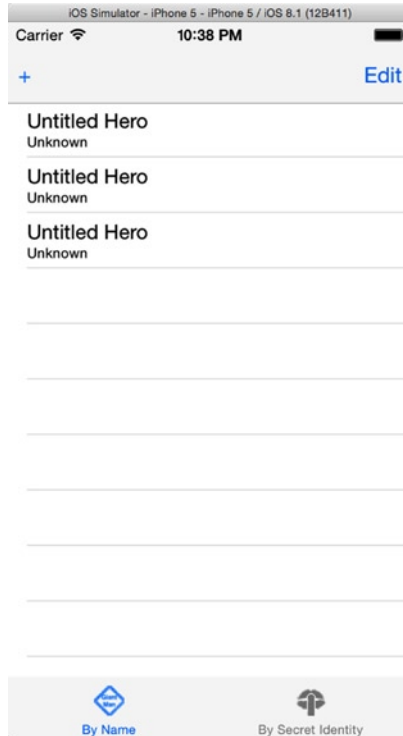 iOS Simulator - iPhone 5 - iPhone 5 / iOS 8.1 (12B411)
Carrier 10:38 PM
+ Edit
Untitled Hero
Unknown
Untitled Hero
Unknown
Untitled Hero
Unknown
By Name By Secret Identity